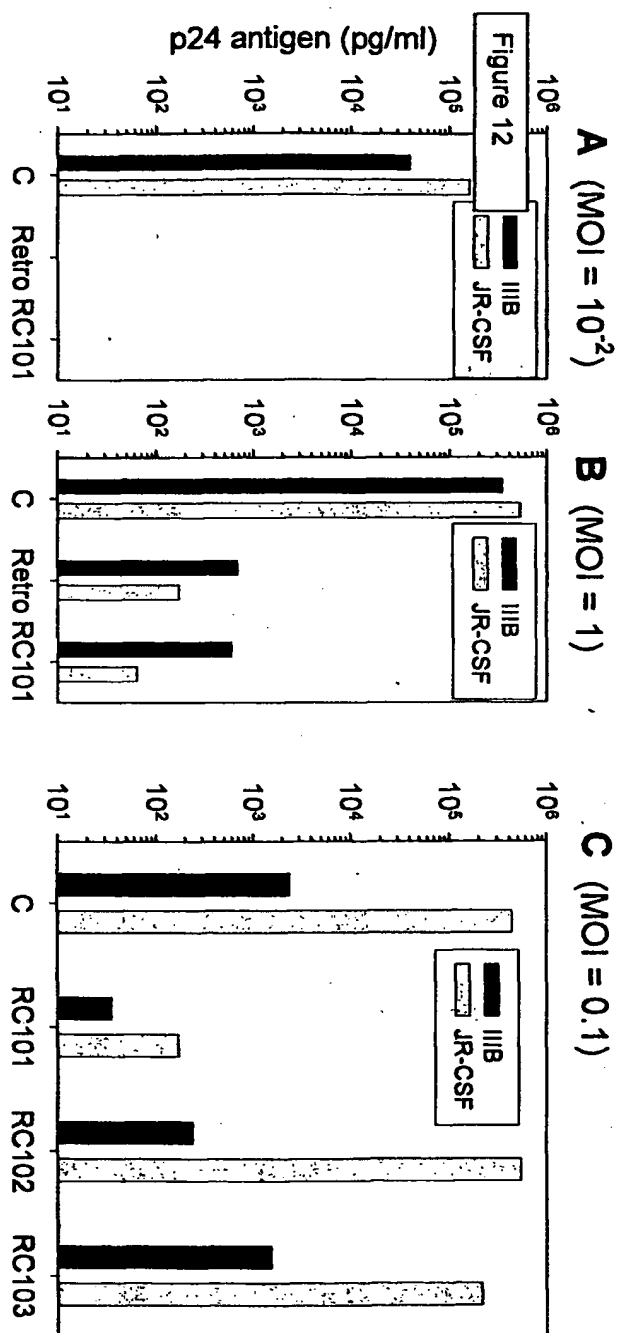 Figure 12
A (MOI = 10⁻²)
p24 antigen (pg/ml)
10⁶
10⁵
10⁴
10³
10²
10¹
IIIB
JR-CSF
C
Retro RC101
B (MOI = 1)
10⁶
10⁵
10⁴
10³
10²
10¹
IIIB
JR-CSF
C
Retro RC101
C (MOI = 0.1)
10⁶
10⁵
10⁴
10³
10²
10¹
IIIB
JR-CSF
C
RC101
RC102
RC103